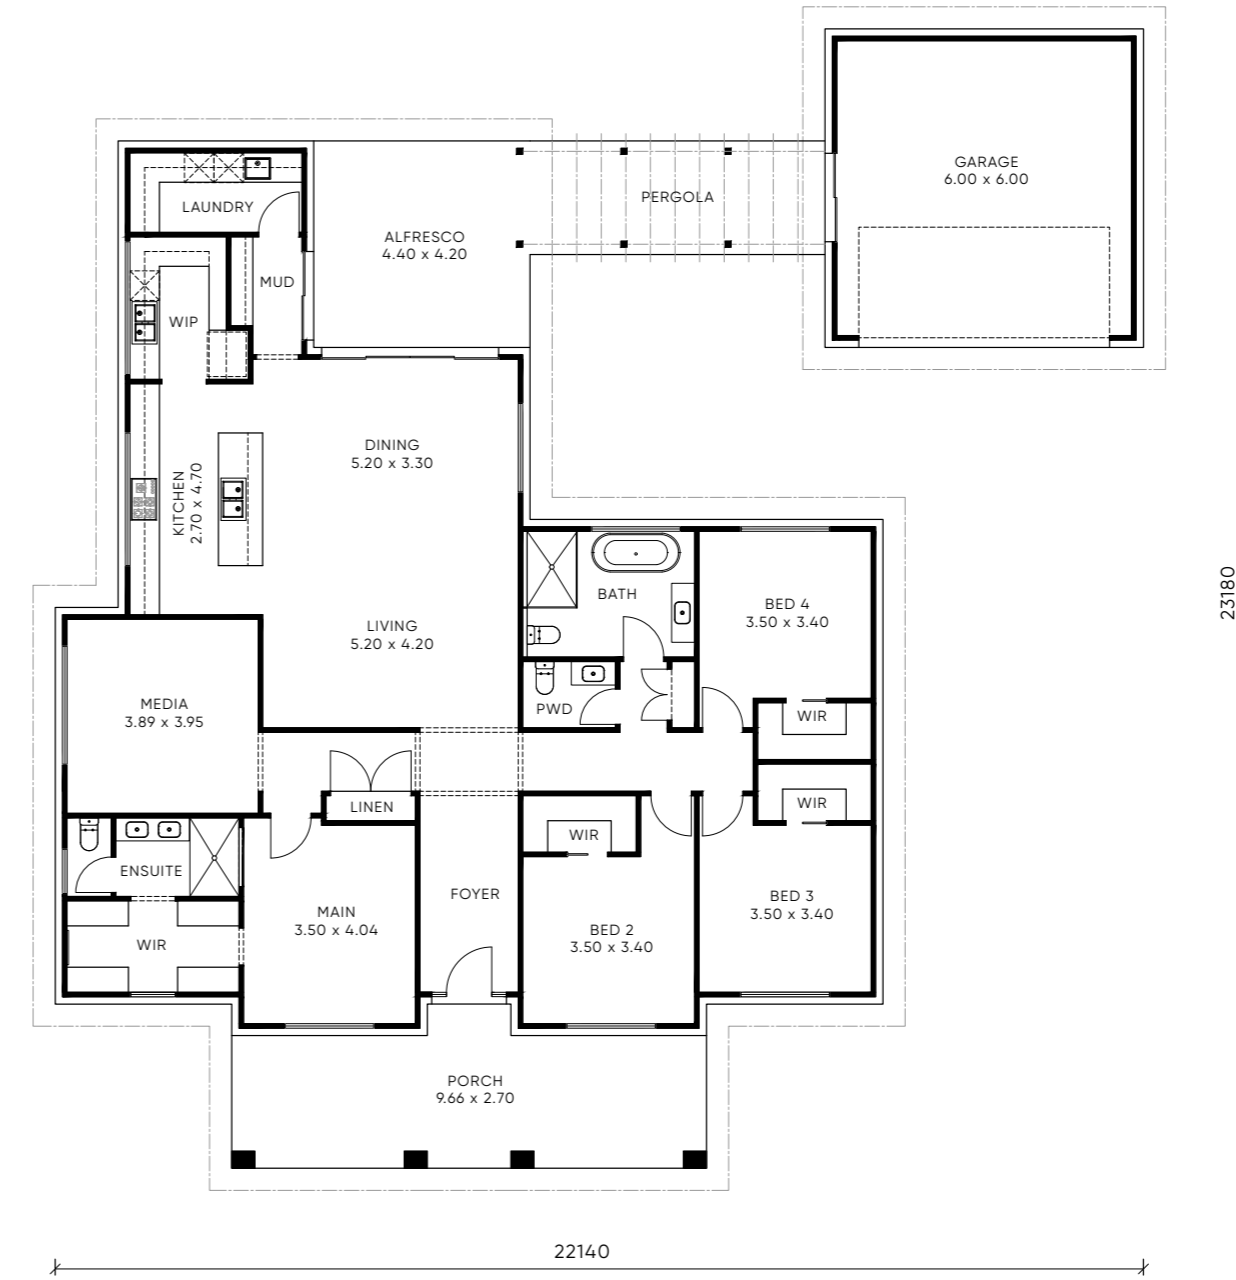 GARAGE
6.00 x 6.00
PERGOLA
LAUNDRY
ALFRESCO
4.40 x 4.20
MUD
WIP
DINING
5.20 x 3.30
KITCHEN
2.70 x 4.70
BATH
BED 4
3.50 x 3.40
23180
LIVING
5.20 x 4.20
MEDIA
3.89 x 3.95
PWD
WIR
WIR
LINEN
WIR
ENSUITE
FOYER
BED 3
3.50 x 3.40
MAIN
3.50 x 4.04
BED 2
3.50 x 3.40
WIR
PORCH
9.66 x 2.70
22140